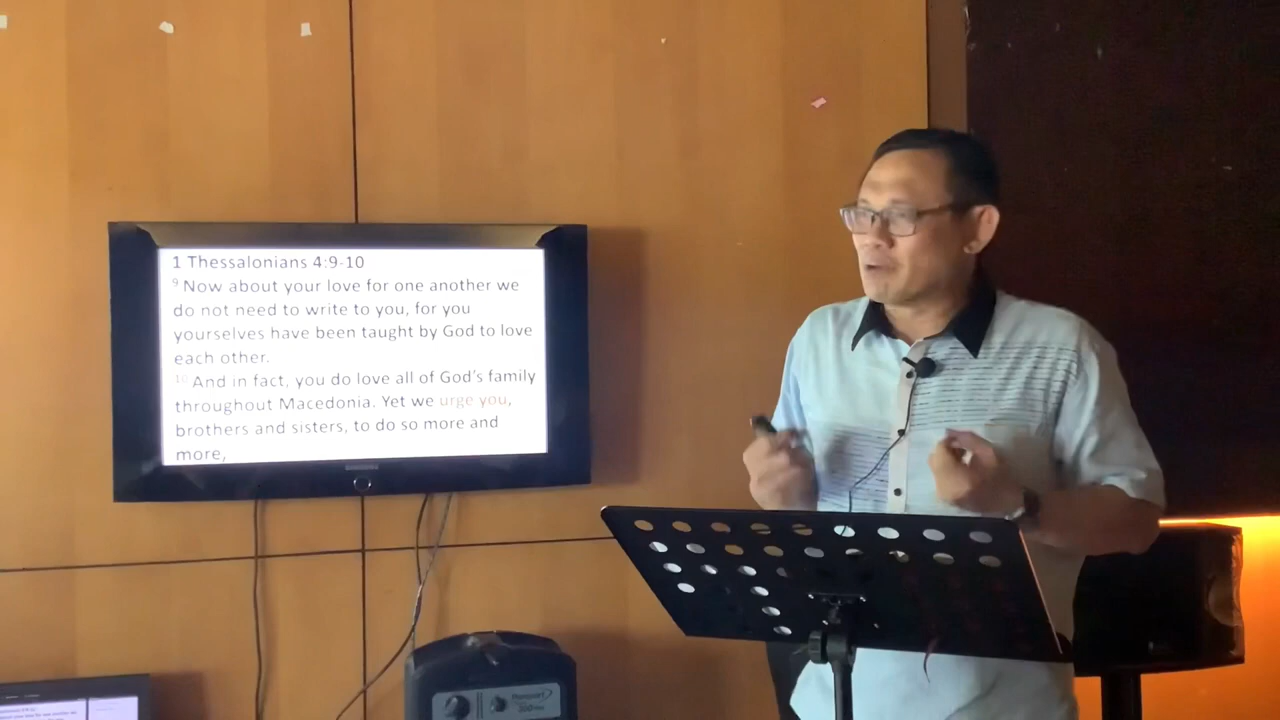 1 Thessalonians 4:9-10
9 Now about your love for one another we
do not need to write to you, for you
yourselves have been taught by God to love
each other.
10 And in fact, you do love all of God's family
throughout Macedonia. Yet we urge you,
brothers and sisters, to do so more and
more,
Passport